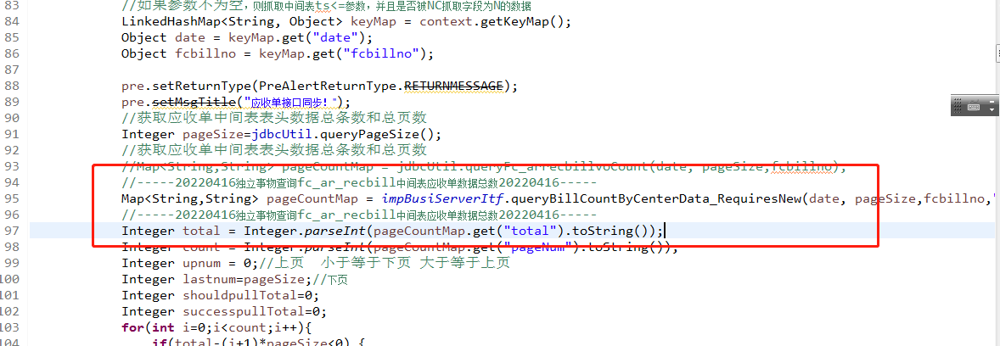 83 //如果参数不为空，则抓取中间表ts<=参数，并且是否被NC抓取字段为N的数据
84 LinkedHashMap<String, Object> keyMap = context.getKeyMap();
85 Object date = keyMap.get("date");
86 Object fcbillno = keyMap.get("fcbillno");
87
88 pre.setReturnType(PreAlertReturnType.RETURNMESSAGE);
89 pre.setMsgTitle("应收单接口同步！");
90 //获取应收单中间表表头数据总条数和总页数
91 Integer pageSize=jdbcUtil.queryPageSize();
92 //获取应收单中间表表头数据总条数和总页数
93 //Map<String,String> pageCountMap = jdbcUtil.queryFc_arrecbillvoCount(date, pageSize,fcbillno);
94 //-----20220416独立事物查询fc_ar_recbill中间表应收单数据总数20220416-----
95 Map<String,String> pageCountMap = impBusiServerItf.queryBillCountByCenterData_RequiresNew(date, pageSize,fcbillno,"
96 //-----20220416独立事物查询fc_ar_recbill中间表应收单数据总数20220416-----
97 Integer total = Integer.parseInt(pageCountMap.get("total").toString());
98 Integer count = Integer.parseInt(pageCountMap.get("pageNum").toString());
99 Integer upnum = 0;//上页 小于等于下页 大于等于上页
100 Integer lastnum=pageSize;//下页
101 Integer shouldpullTotal=0;
102 Integer successpullTotal=0;
103 for(int i=0;i<count;i++){
104 if(total-(i+1)*pageSize<0) {